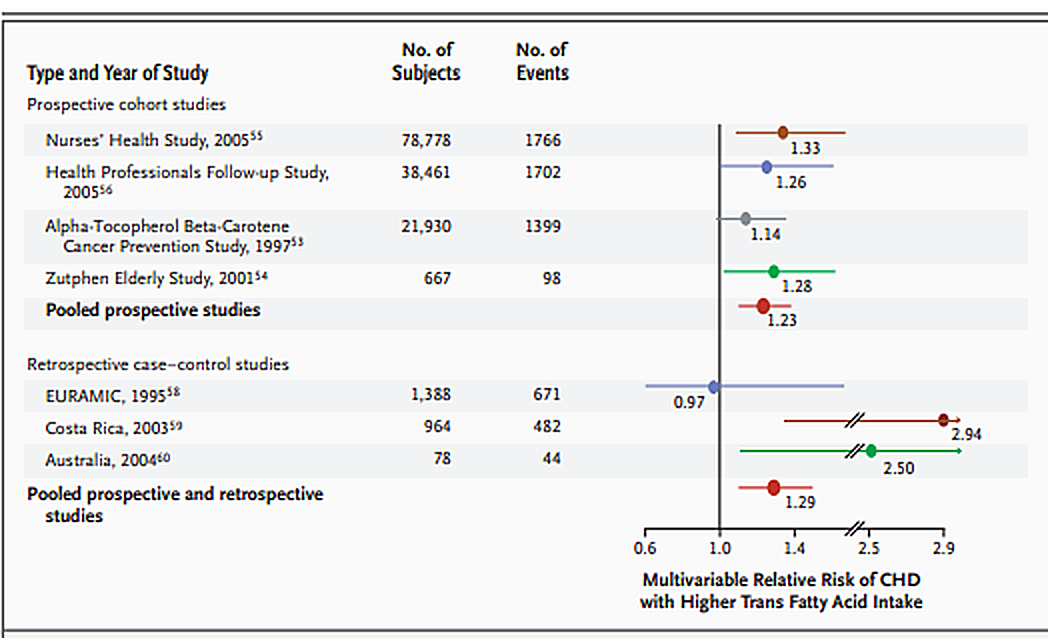 No. of Subjects No. of Events
Type and Year of Study
Prospective cohort studies
Nurses’ Health Study, 2005⁵⁵ 78,778 1766 1.33
Health Professionals Follow-up Study, 38,461 1702 1.26
2005⁵⁶
Alpha-Tocopherol Beta-Carotene 21,930 1399 1.14
Cancer Prevention Study, 1997⁵³
Zutphen Elderly Study, 2001⁵⁴ 667 98 1.28
Pooled prospective studies 1.23
Retrospective case–control studies
EURAMIC, 1995⁵⁸ 1,388 671 0.97
Costa Rica, 2003⁵⁹ 964 482 2.94
Australia, 2004⁶⁰ 78 44 2.50
Pooled prospective and retrospective 1.29
studies
0.6 1.0 1.4 2.5 2.9
Multivariable Relative Risk of CHD
with Higher Trans Fatty Acid Intake